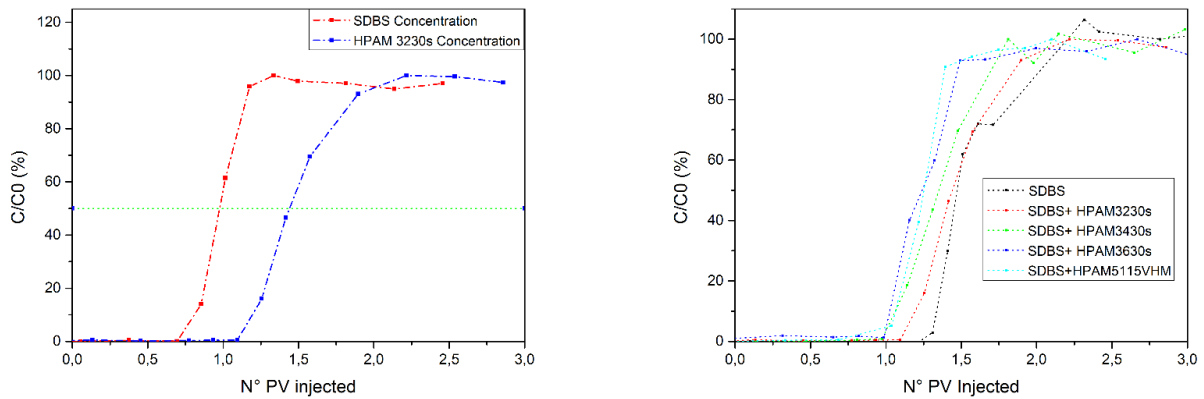 SDBS Concentration
HPAM 3230s Concentration
120
100
80
60
40
20
0
0,0 0,5 1,0 1,5 2,0 2,5 3,0
C/C0 (%)
N° PV injected
100
80
60
40
20
0
0,0 0,5 1,0 1,5 2,0 2,5 3,0
C/C0 (%)
N° PV Injected
SDBS
SDBS+ HPAM3230s
SDBS+ HPAM3430s
SDBS+ HPAM3630s
SDBS+HPAM5115VHM